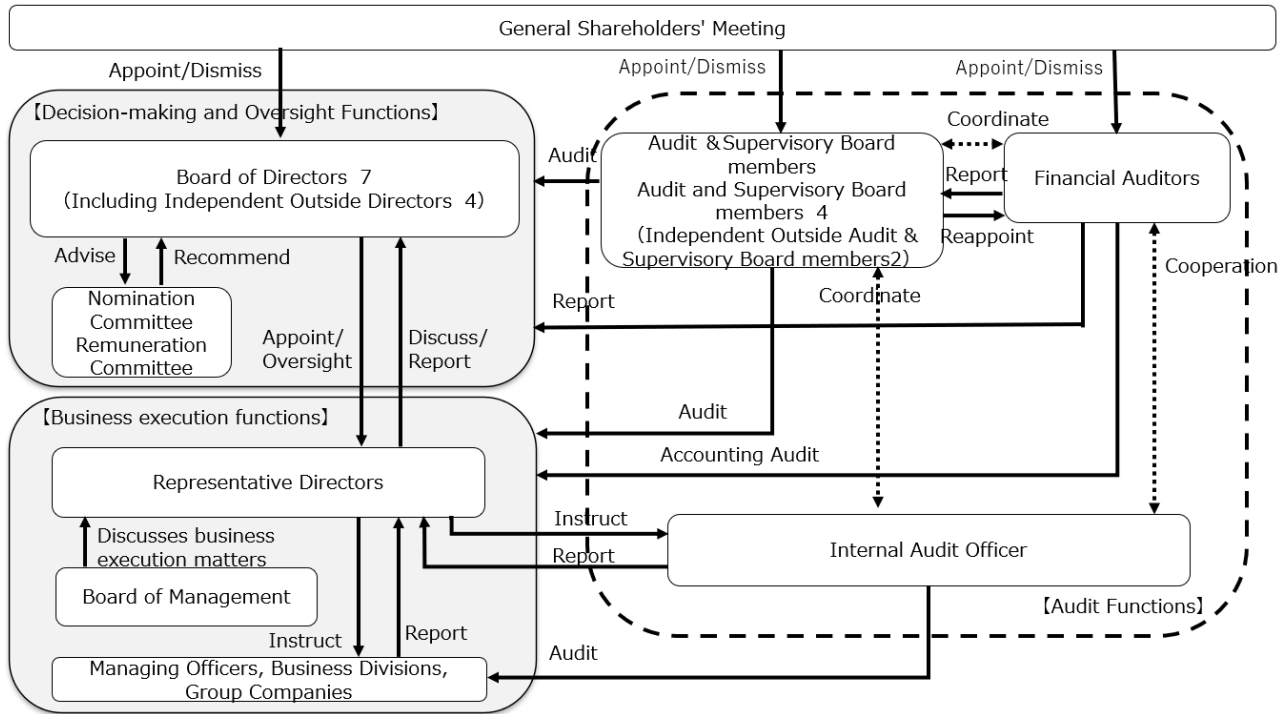 General Shareholders' Meeting
Appoint/Dismiss
Appoint/Dismiss
Appoint/Dismiss
【Decision-making and Oversight Functions】
Board of Directors 7
（Including Independent Outside Directors 4）
Advise
Recommend
Nomination
Committee
Remuneration
Committee
Appoint/
Oversight
Discuss/
Report
Audit
Audit ＆Supervisory Board
members
Audit and Supervisory Board
members 4
（Independent Outside Audit &
Supervisory Board members2）
Coordinate
Report
Reappoint
Financial Auditors
Cooperation
Coordinate
Report
Audit
Accounting Audit
【Business execution functions】
Representative Directors
Discusses business
execution matters
Board of Management
Instruct
Report
Managing Officers, Business Divisions,
Group Companies
Instruct
Report
Internal Audit Officer
【Audit Functions】
Audit